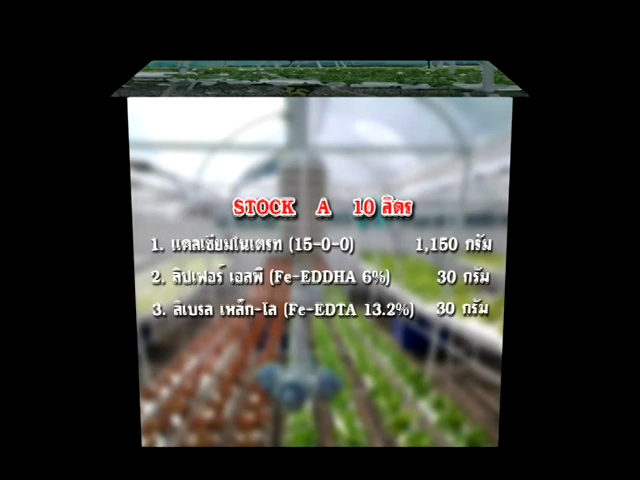 STOCK A 10 ลิตร
1. แคลเซียมไนเตรท (15-0-0) 1,150 กรัม
2. ลิปเฟอร์ เอสพี (Fe-EDDHA 6%) 30 กรัม
3. ลิเบรล เหล็ก-โล (Fe-EDTA 13.2%) 30 กรัม